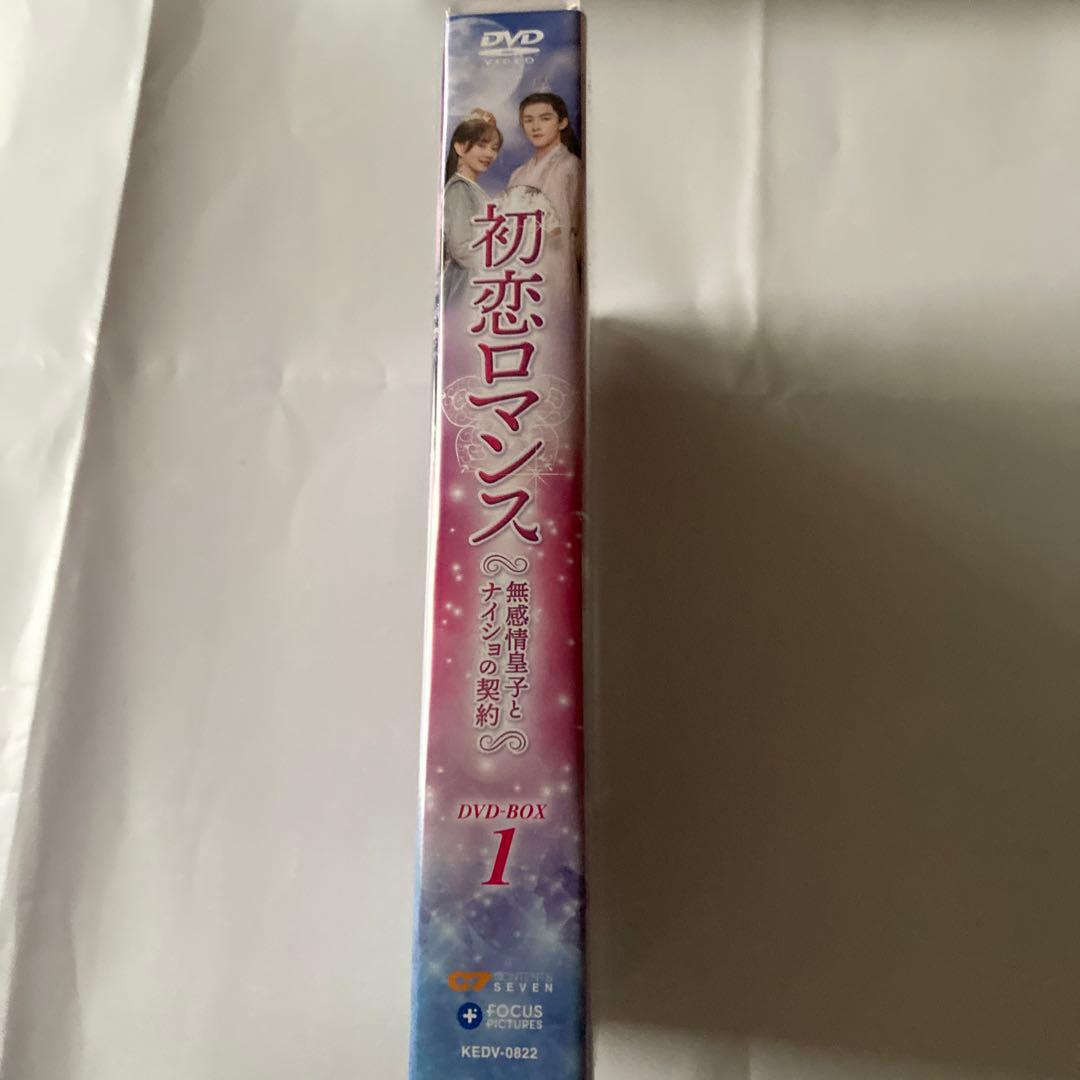 DVD
VIDEO
初恋ロマンス
～無感情皇子と
ナイショの契約～
DVD-BOX
1
CONTENTS
SEVEN
FOCUS
PICTURES
KEDV-0822